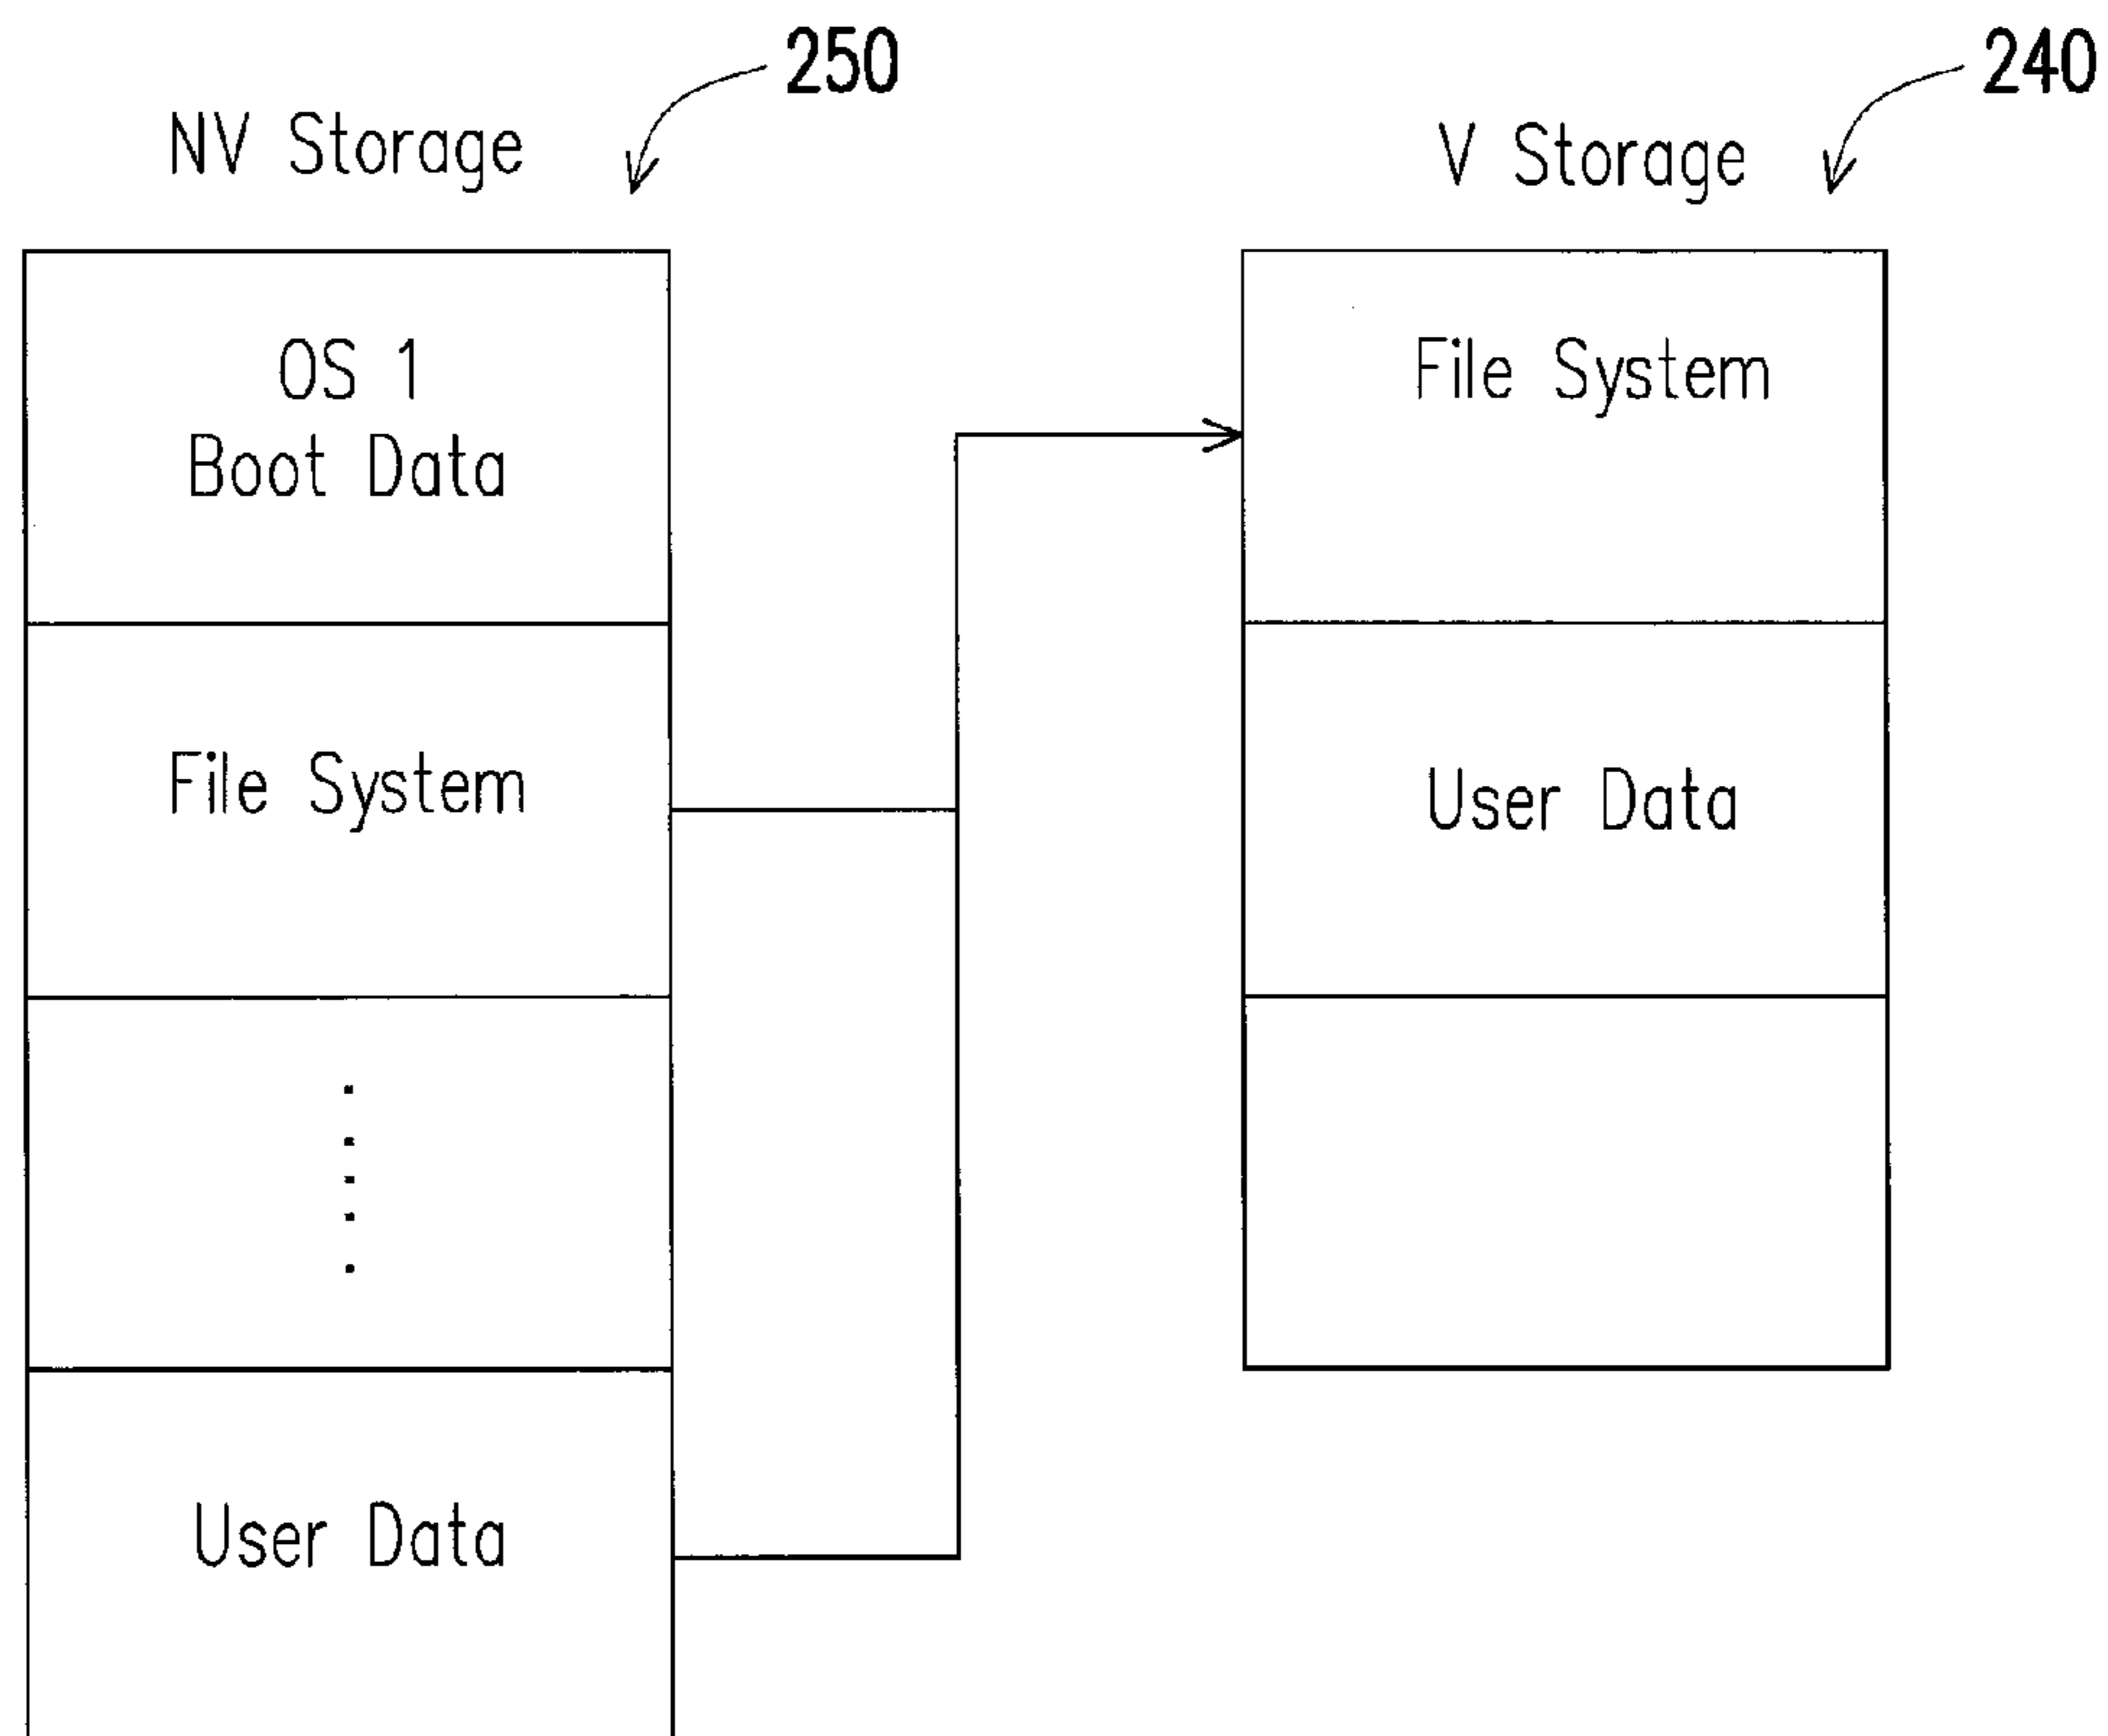 250
NV Storage
240
V Storage
OS 1
Boot Data
File System
User Data
File System
User Data